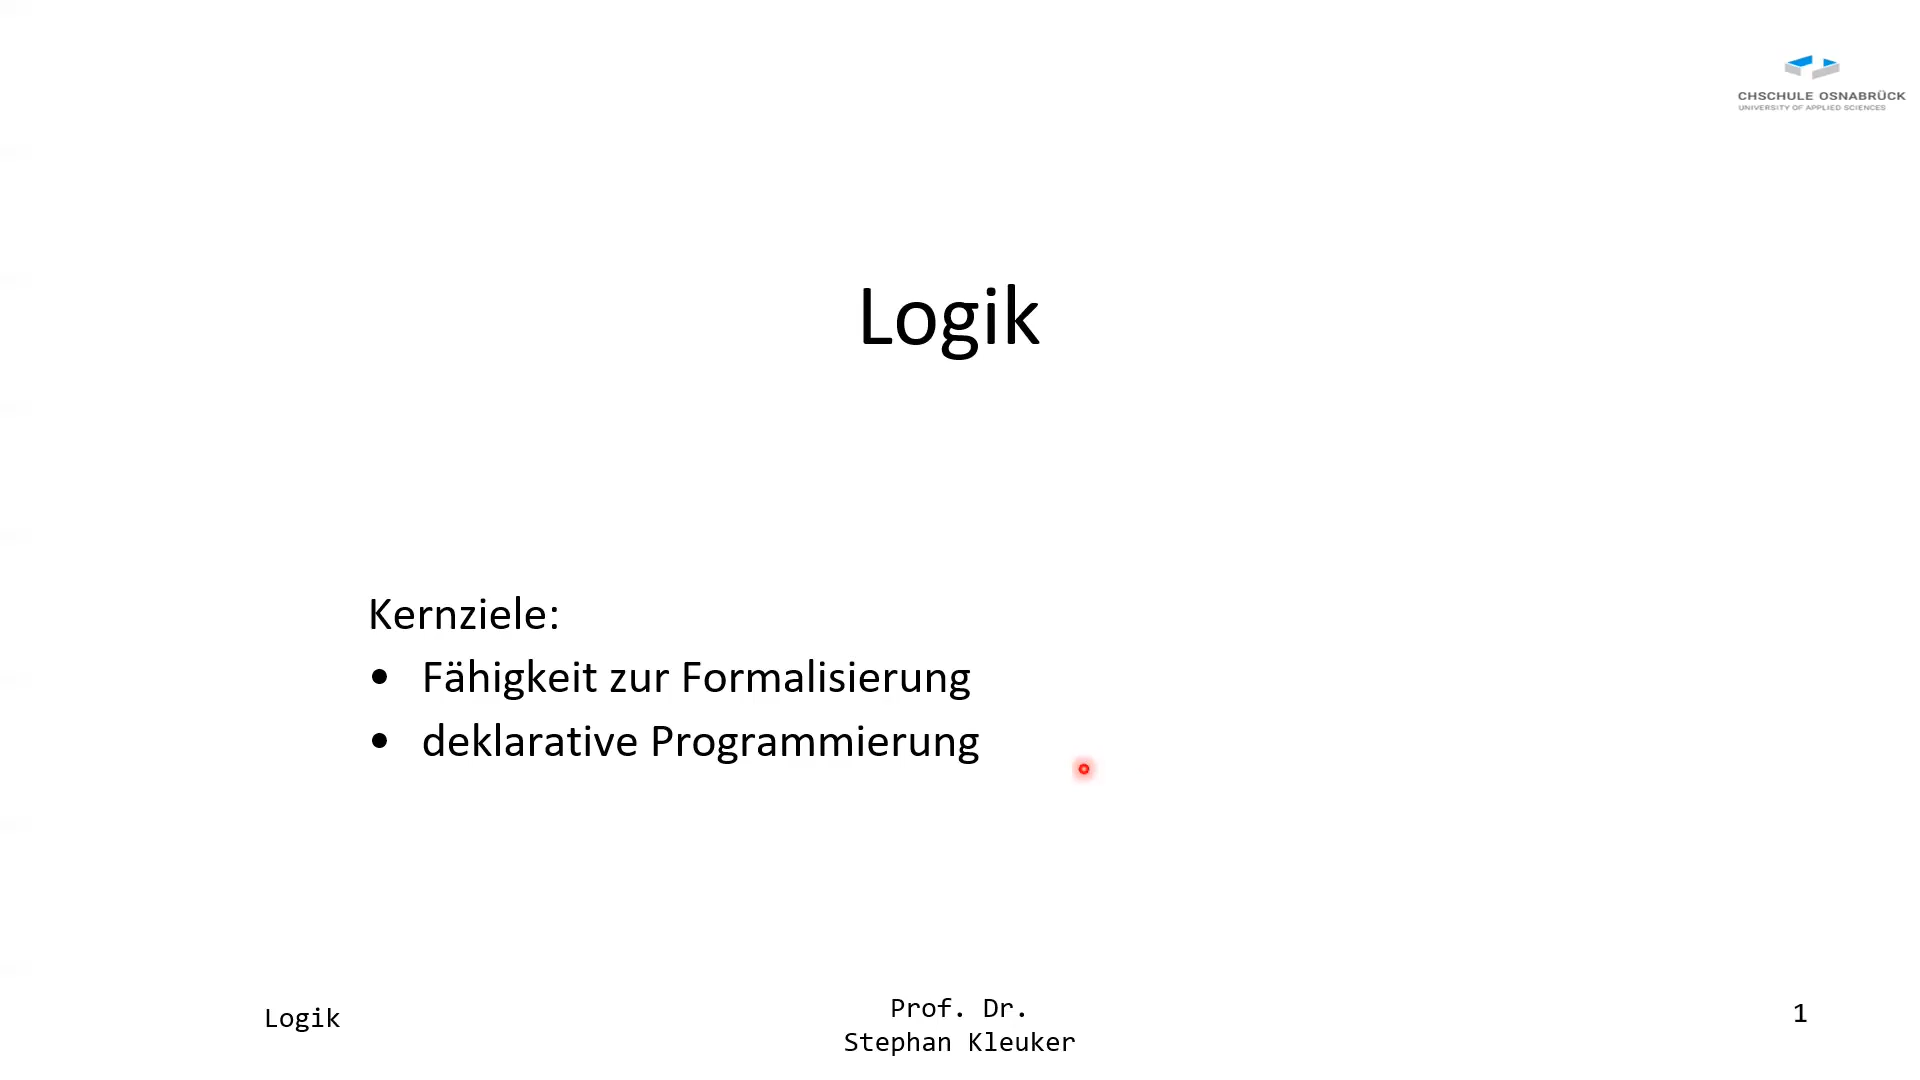 CHSCHULE OSNABRÜCK
UNIVERSITY OF APPLIED SCIENCES
Logik
Kernziele:
• Fähigkeit zur Formalisierung
• deklarative Programmierung
Logik
Prof. Dr.
Stephan Kleuker
1